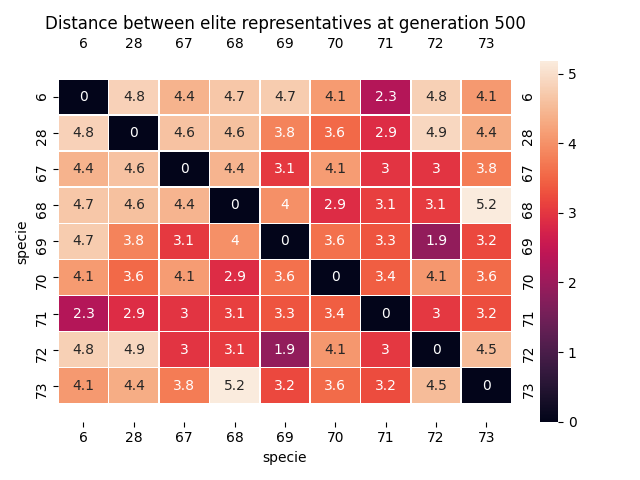 Distance between elite representatives at generation 500
6 28 67 68 69 70 71 72 73
6 0 4.8 4.4 4.7 4.7 4.1 2.3 4.8 4.1 6
28 4.8 0 4.6 4.6 3.8 3.6 2.9 4.9 4.4 28
67 4.4 4.6 0 4.4 3.1 4.1 3 3 3.8 67
68 4.7 4.6 4.4 0 4 2.9 3.1 3.1 5.2 68
69 4.7 3.8 3.1 4 0 3.6 3.3 1.9 3.2 69
70 4.1 3.6 4.1 2.9 3.6 0 3.4 4.1 3.6 70
71 2.3 2.9 3 3.1 3.3 3.4 0 3 3.2 71
72 4.8 4.9 3 3.1 1.9 4.1 3 0 4.5 72
73 4.1 4.4 3.8 5.2 3.2 3.6 3.2 4.5 0 73
6 28 67 68 69 70 71 72 73
specie
specie
5
4
3
2
1
0